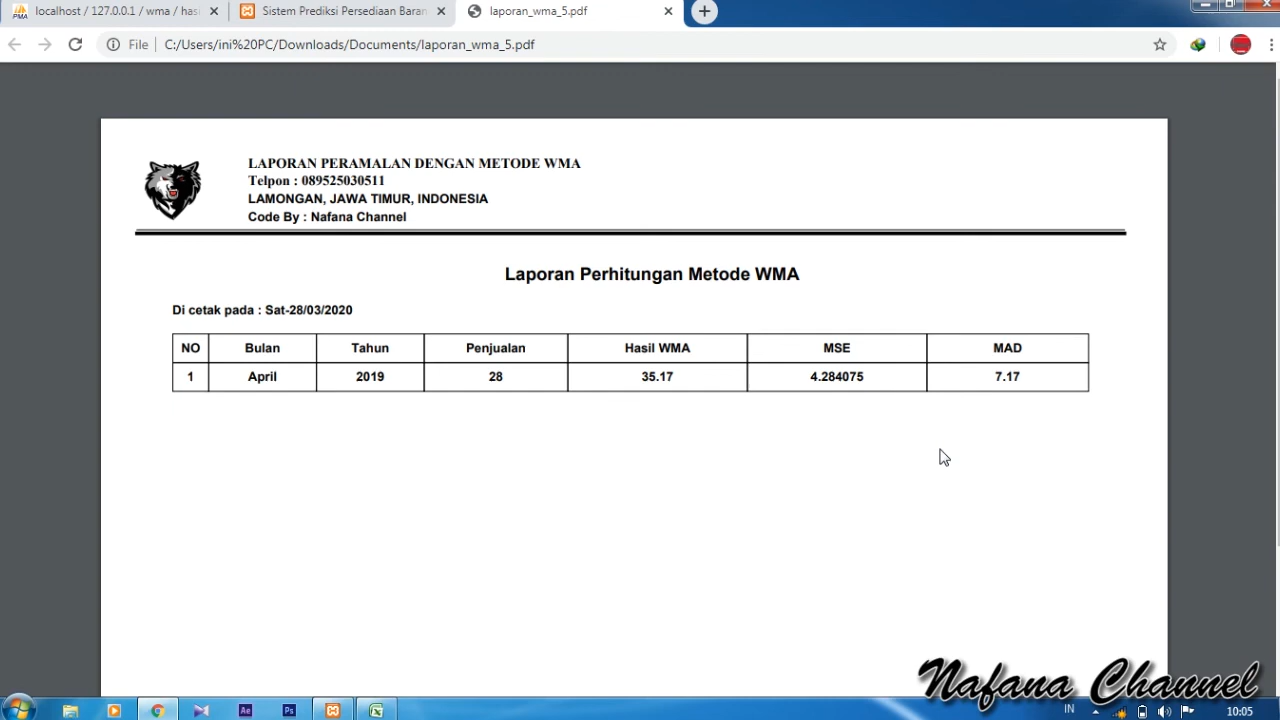 localhost / 127.0.0.1 / wma / hasi
Sistem Prediksi Persediaan Baran
laporan_wma_5.pdf
File
C:/Users/ini%20PC/Downloads/Documents/laporan_wma_5.pdf
LAPORAN PERAMALAN DENGAN METODE WMA
Telpon : 089525030511
LAMONGAN, JAWA TIMUR, INDONESIA
Code By : Nafana Channel
Laporan Perhitungan Metode WMA
Di cetak pada : Sat-28/03/2020
NO Bulan Tahun Penjualan Hasil WMA MSE MAD
1 April 2019 28 35.17 4.284075 7.17
Nafana Channel
IN
10:05